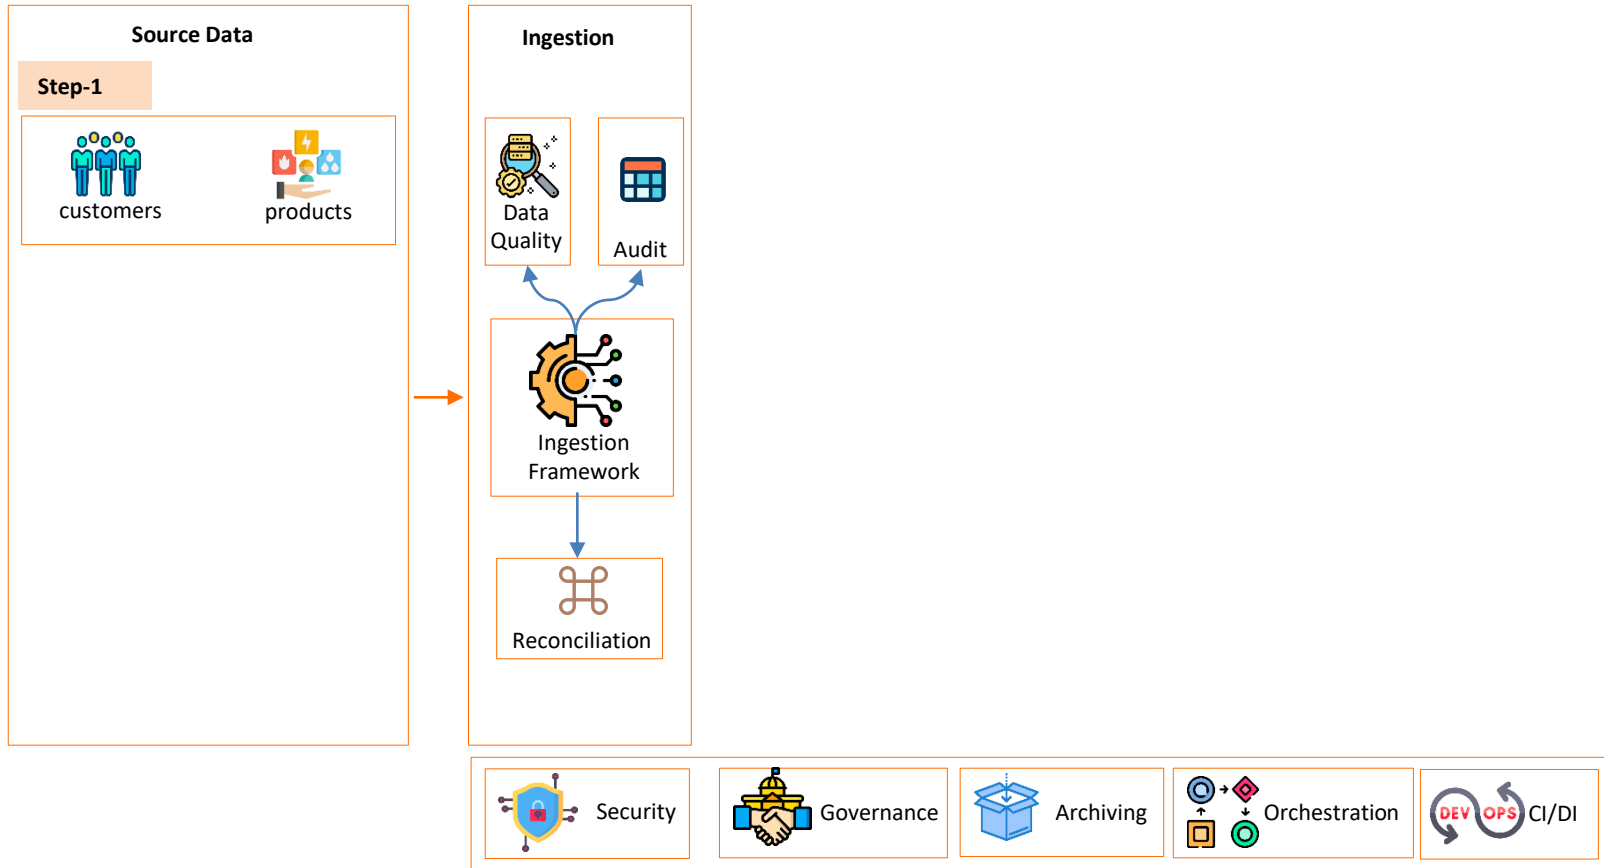 Source Data
Step-1
customers
products
Ingestion
Data
Quality
Audit
Ingestion
Framework
Reconciliation
Security
Governance
Archiving
Orchestration
DEV OPS
CI/DI